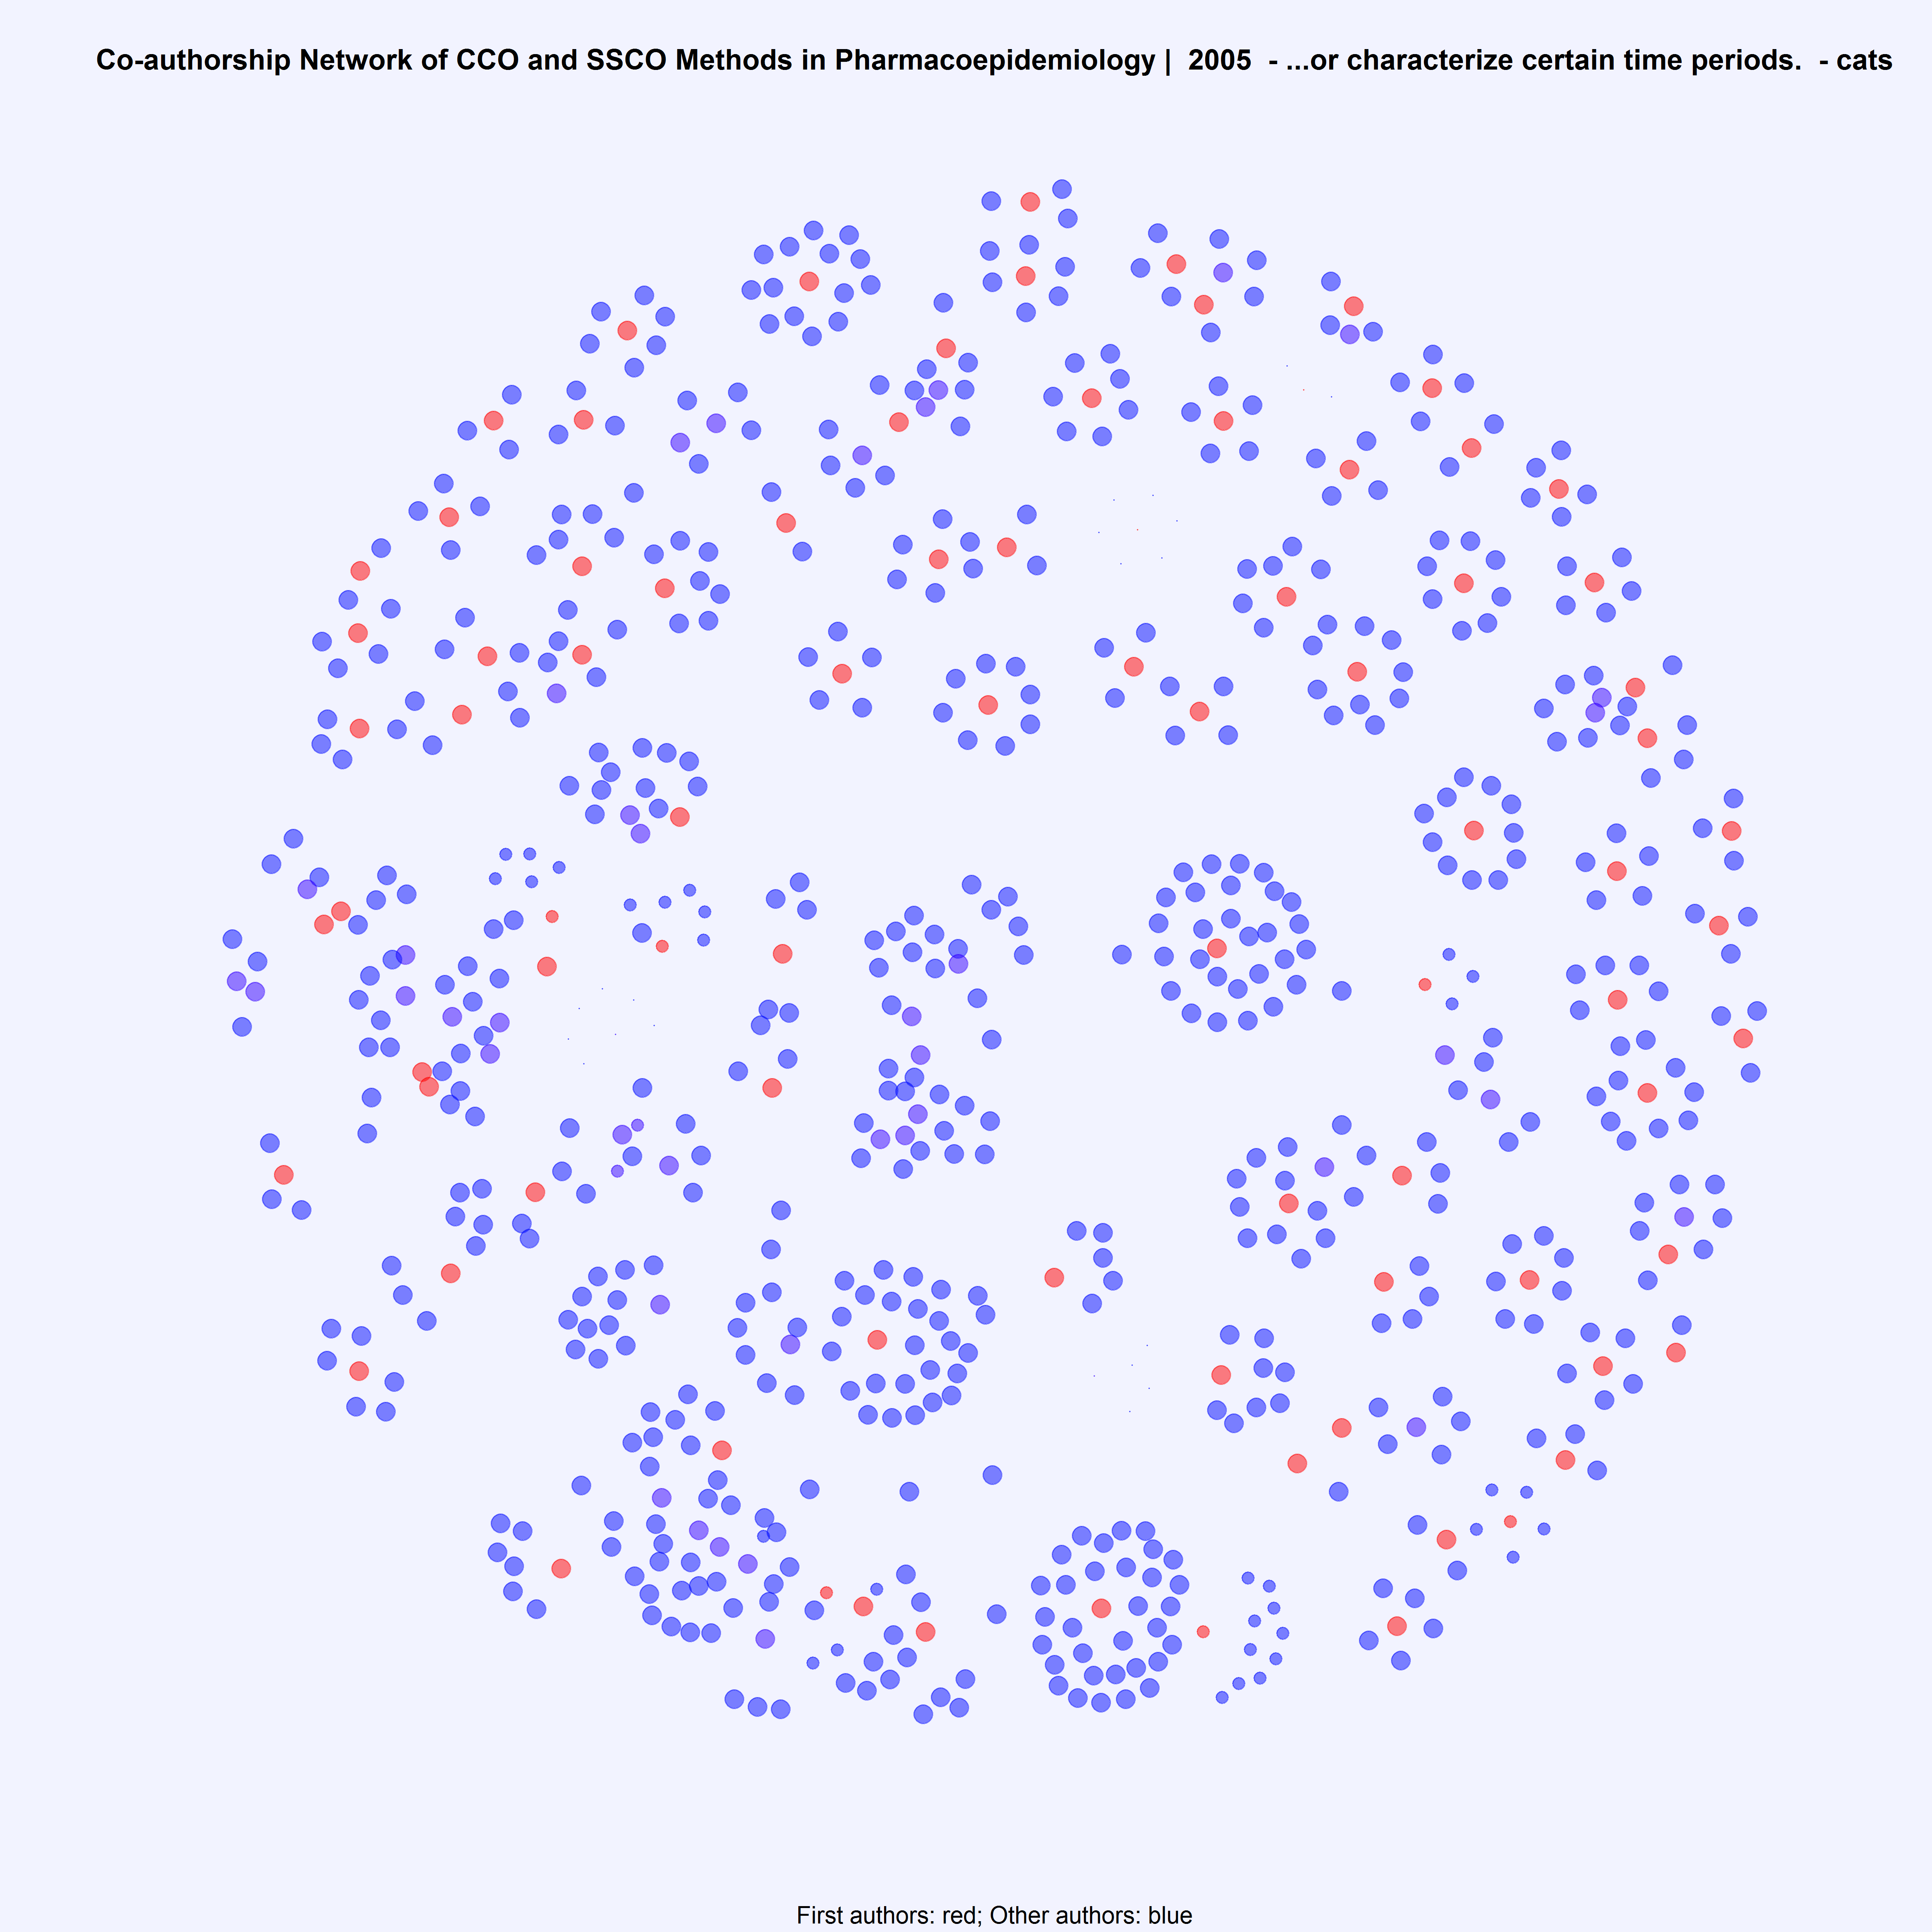 Co-authorship Network of CCO and SSCO Methods in Pharmacoepidemiology |  2005  - ...or characterize certain time periods.  - cats
First authors: red; Other authors: blue